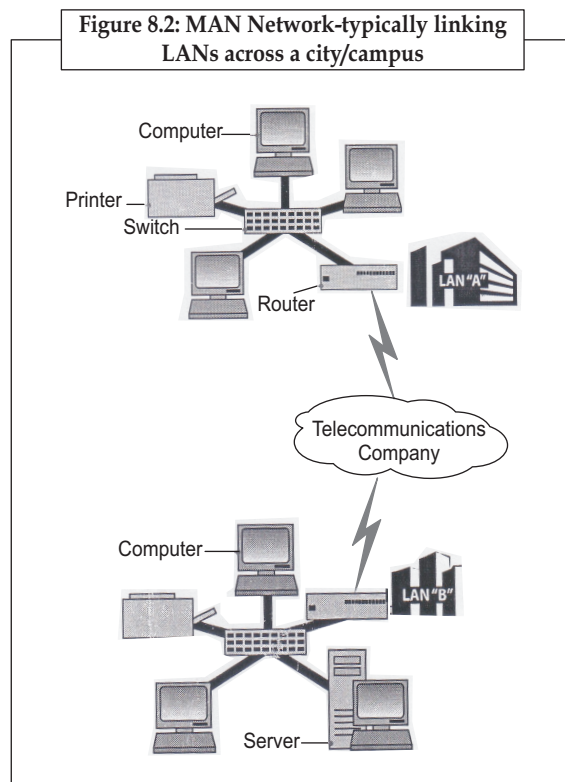 Figure 8.2: MAN Network-typically linking
LANs across a city/campus
Computer
Printer
Switch
Router
LAN "A"
Telecommunications
Company
Computer
LAN "B"
Server